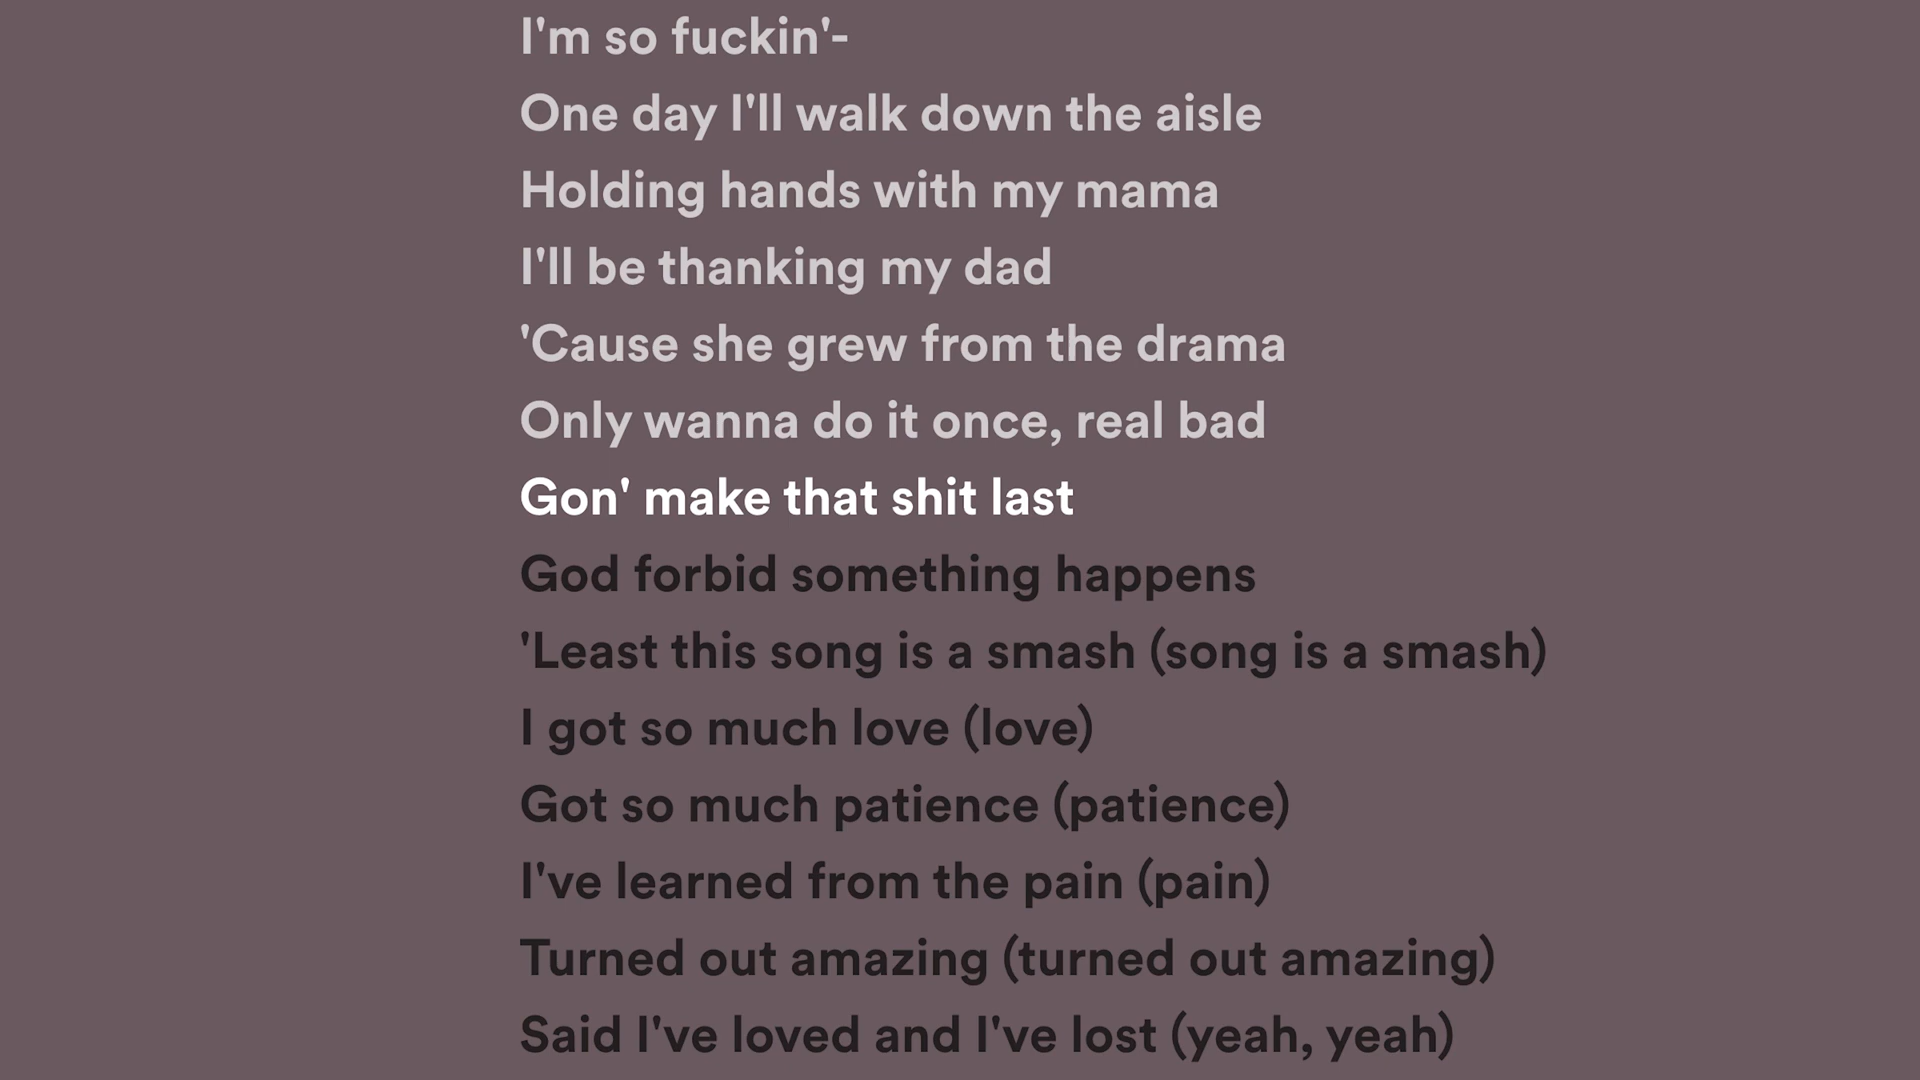 I'm so fuckin'-
One day I'll walk down the aisle
Holding hands with my mama
I'll be thanking my dad
'Cause she grew from the drama
Only wanna do it once, real bad
Gon' make that shit last
God forbid something happens
'Least this song is a smash (song is a smash)
I got so much love (love)
Got so much patience (patience)
I've learned from the pain (pain)
Turned out amazing (turned out amazing)
Said I've loved and I've lost (yeah, yeah)